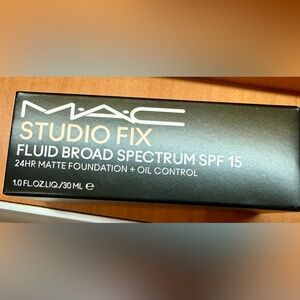 MAC
STUDIO FIX
FLUID BROAD SPECTRUM SPF 15
24HR MATTE FOUNDATION + OIL CONTROL
1.0 FL.OZ.LIQ./30 ML ℮